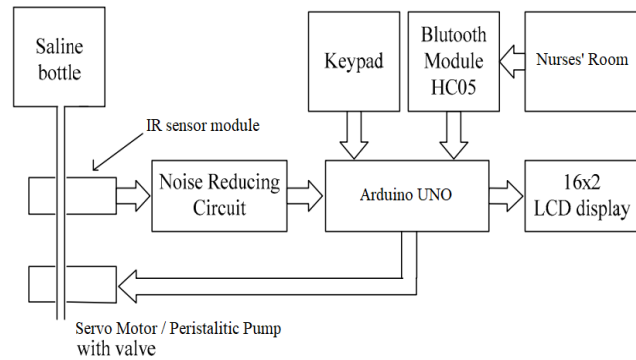 Saline
bottle
Keypad
Blutooth
Module
HC05
Nurses' Room
IR sensor module
Noise Reducing
Circuit
Arduino UNO
16x2
LCD display
Servo Motor / Peristalitic Pump
with valve